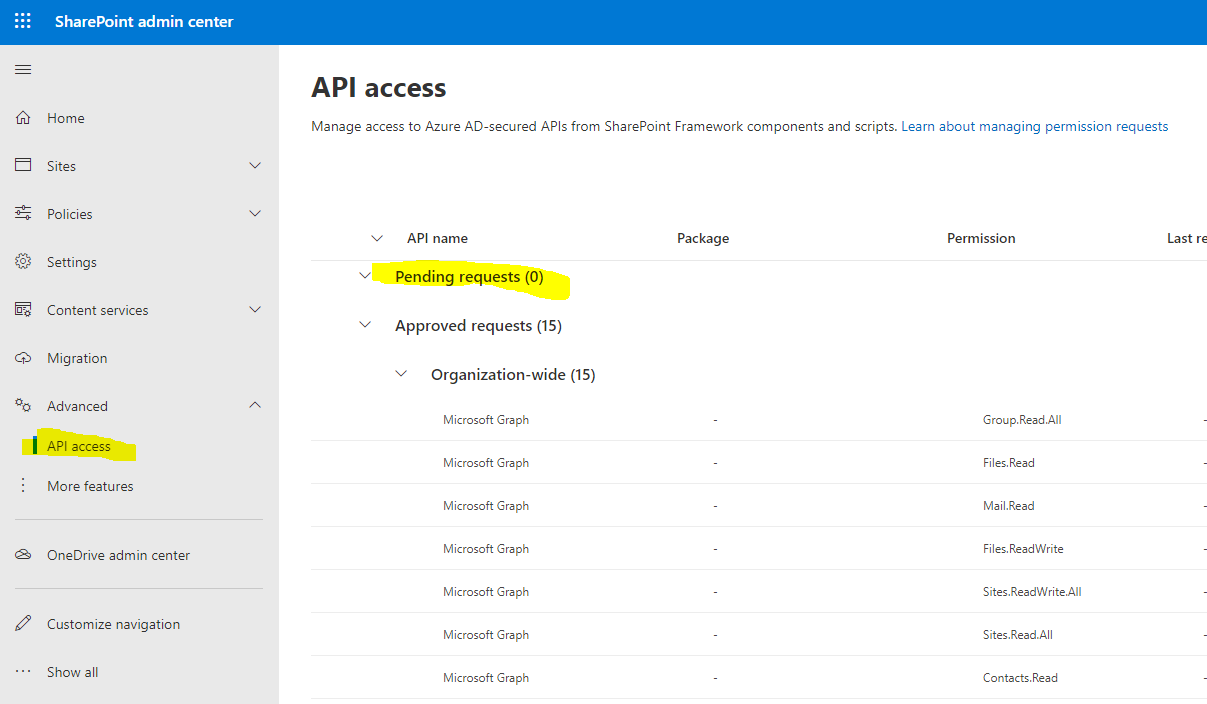 SharePoint admin center
Home
Sites
Policies
Settings
Content services
Migration
Advanced
API access
More features
OneDrive admin center
Customize navigation
Show all
API access
Manage access to Azure AD-secured APIs from SharePoint Framework components and scripts. Learn about managing permission requests
API name Package Permission Last re
Pending requests (0)
Approved requests (15)
Organization-wide (15)
Microsoft Graph - Group.Read.All -
Microsoft Graph - Files.Read -
Microsoft Graph - Mail.Read -
Microsoft Graph - Files.ReadWrite -
Microsoft Graph - Sites.ReadWrite.All -
Microsoft Graph - Sites.Read.All -
Microsoft Graph - Contacts.Read -